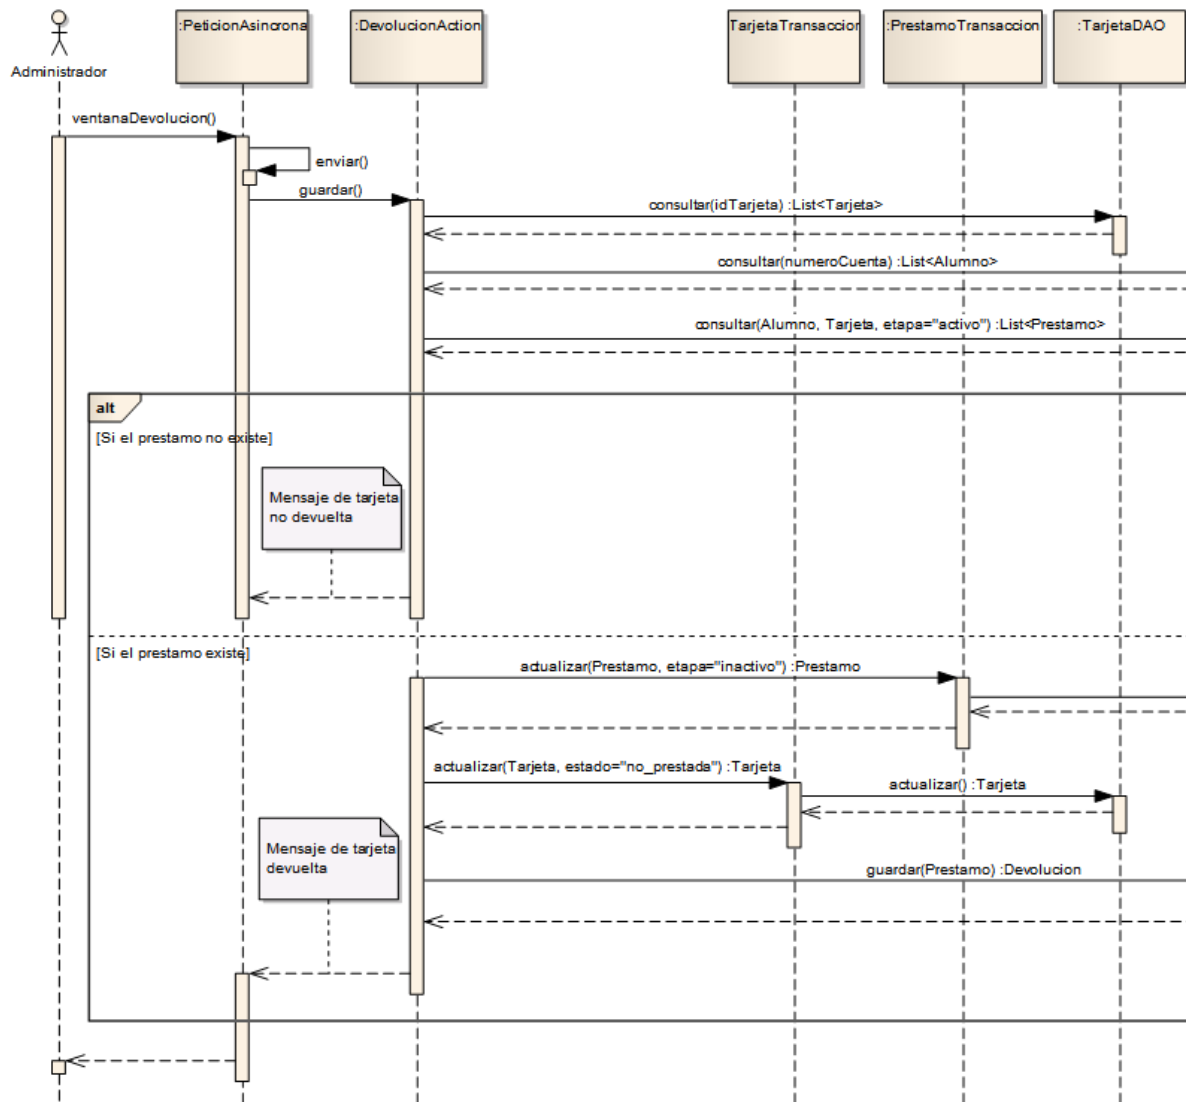 Administrador
:PeticionAsincrona
:DevolucionAction
TarjetaTransaccior
:PrestamoTransaccion
:TarjetaDAO
ventanaDevolucion()
enviar()
guardar()
consultar(idTarjeta) :List<Tarjeta>
consultar(numeroCuenta) :List<Alumno>
consultar(Alumno, Tarjeta, etapa="activo") :List<Prestamo>
alt
[Si el prestamo no existe]
Mensaje de tarjeta
no devuelta
[Si el prestamo existe]
actualizar(Prestamo, etapa="inactivo") :Prestamo
actualizar(Tarjeta, estado="no_prestada") :Tarjeta
actualizar() :Tarjeta
Mensaje de tarjeta
devuelta
guardar(Prestamo) :Devolucion